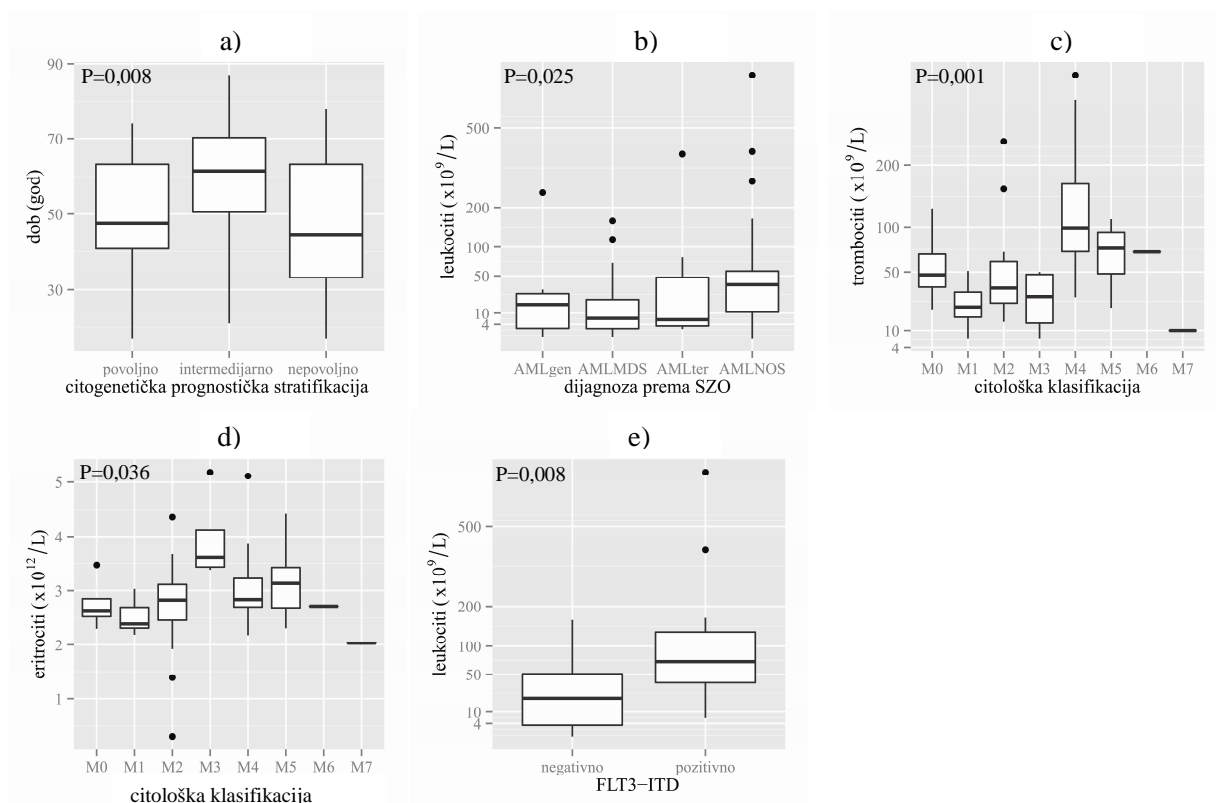 a)
P=0,008
dob (god)
90
70
50
30
povoljno intermedijarno nepovoljno
citogenetička prognostička stratifikacija
b)
P=0,025
leukociti ( x10⁹/L)
500
200
100
50
10
4
AMLgen AMLMDS AMLter AMLNOS
dijagnoza prema SZO
c)
P=0,001
trombociti ( x10⁹/L)
200
100
50
10
4
M0 M1 M2 M3 M4 M5 M6 M7
citološka klasifikacija
d)
P=0,036
eritrociti ( x10¹²/L)
5
4
3
2
1
M0 M1 M2 M3 M4 M5 M6 M7
citološka klasifikacija
e)
P=0,008
leukociti ( x10⁹/L)
500
200
100
50
10
4
negativno pozitivno
FLT3−ITD